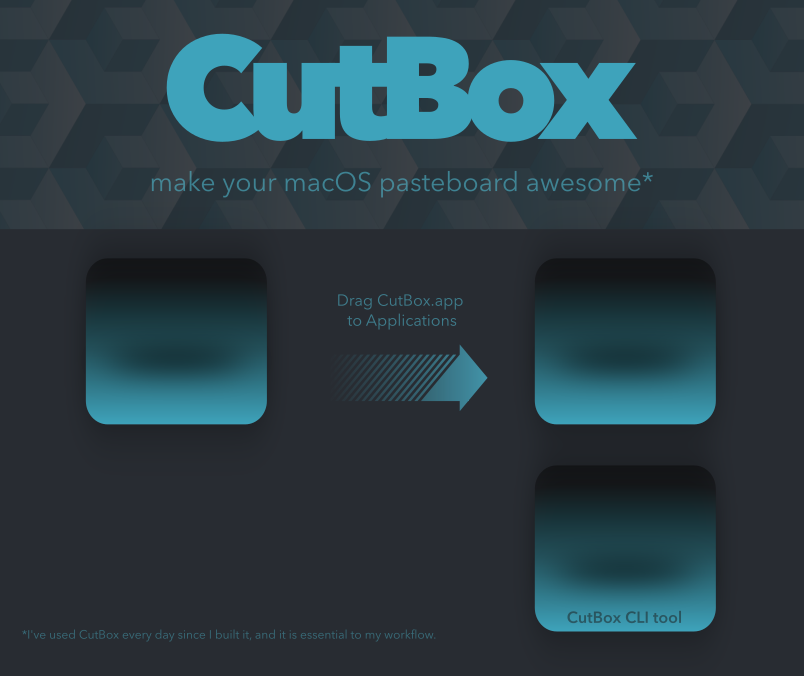 CutBox
make your macOS pasteboard awesome*
Drag CutBox.app
to Applications
CutBox CLI tool
*I've used CutBox every day since I built it, and it is essential to my workflow.